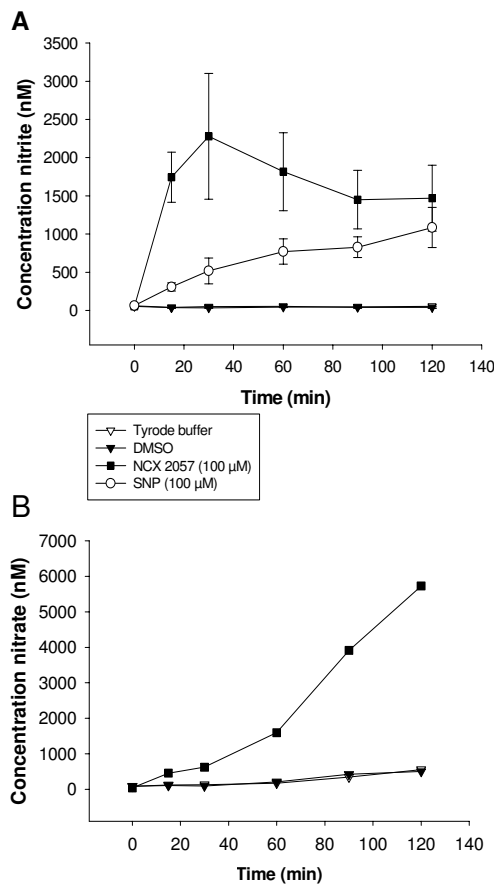 A
3500
3000
2500
2000
1500
1000
500
0
Concentration nitrite (nM)
0 20 40 60 80 100 120 140
Time (min)
Tyrode buffer
DMSO
NCX 2057 (100 µM)
SNP (100 µM)
B
7000
6000
5000
4000
3000
2000
1000
0
Concentration nitrate (nM)
0 20 40 60 80 100 120 140
Time (min)